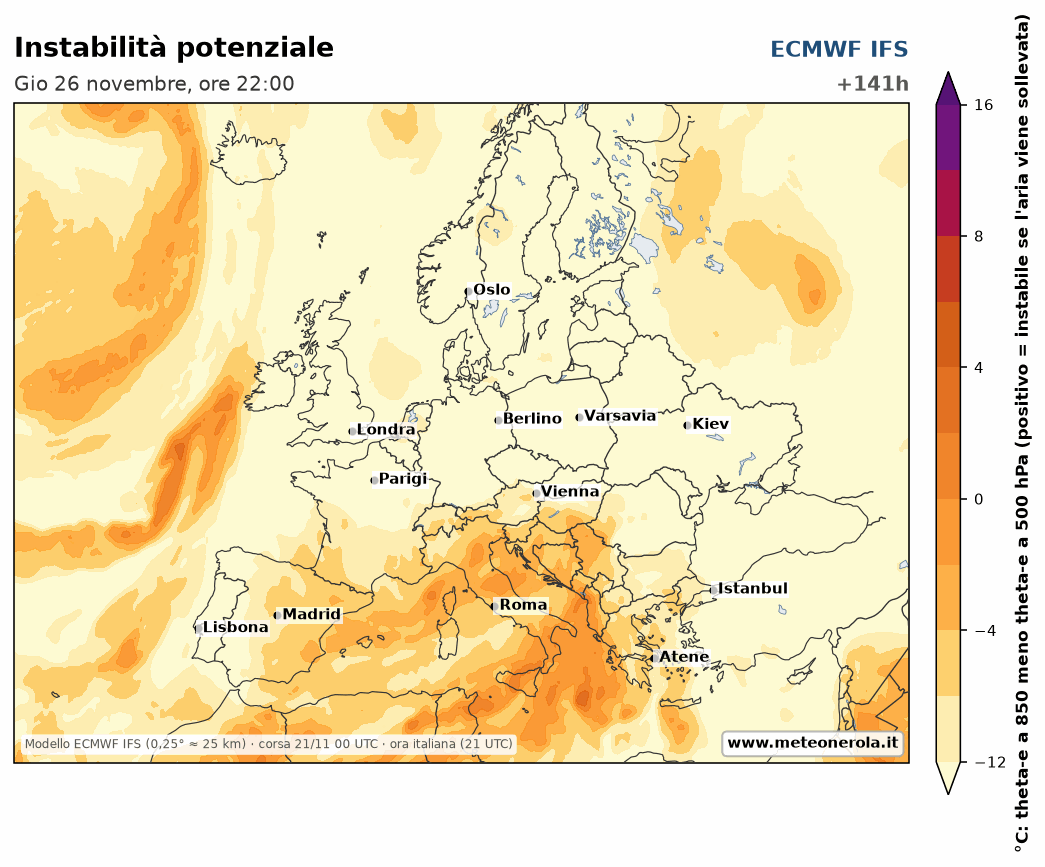 Instabilità potenziale
ECMWF IFS
Gio 26 novembre, ore 22:00
+141h
16
8
4
0
−4
−12
°C: theta-e a 850 meno theta-e a 500 hPa (positivo = instabile se l'aria viene sollevata)
Oslo
Berlino
Varsavia
Kiev
Londra
Parigi
Vienna
Istanbul
Roma
Madrid
Lisbona
Atene
Modello ECMWF IFS (0,25° ≈ 25 km) · corsa 21/11 00 UTC · ora italiana (21 UTC)
www.meteonerola.it